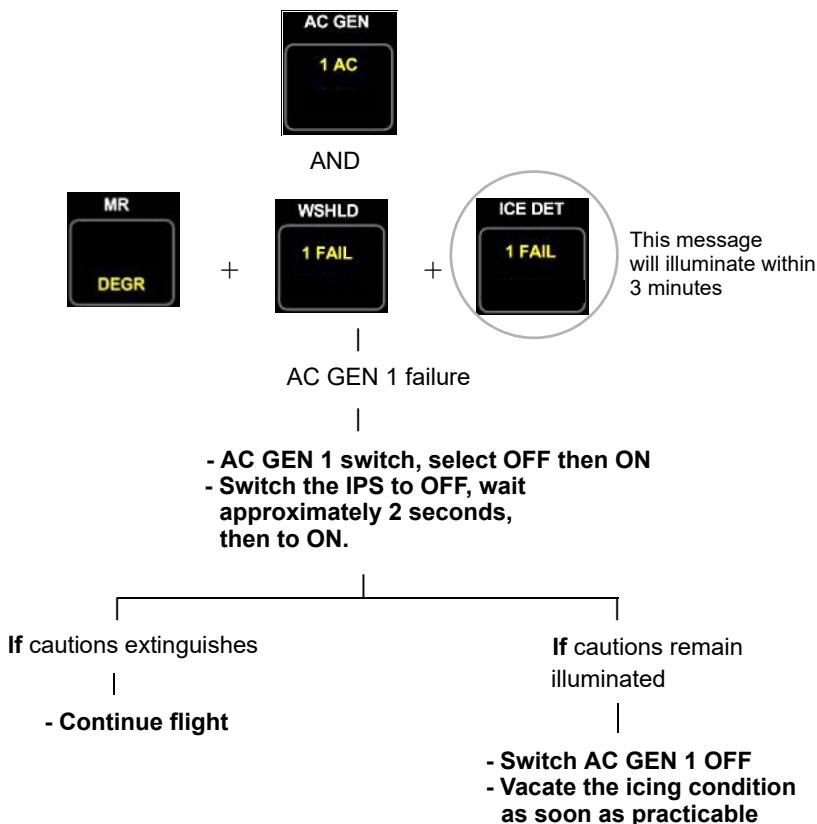 AC GEN
1 AC
AND
MR
DEGR
+
WSHLD
1 FAIL
+
ICE DET
1 FAIL
This message
will illuminate within
3 minutes
AC GEN 1 failure
- AC GEN 1 switch, select OFF then ON
- Switch the IPS to OFF, wait
approximately 2 seconds,
then to ON.
If cautions extinguishes
- Continue flight
If cautions remain
illuminated
- Switch AC GEN 1 OFF
- Vacate the icing condition
as soon as practicable